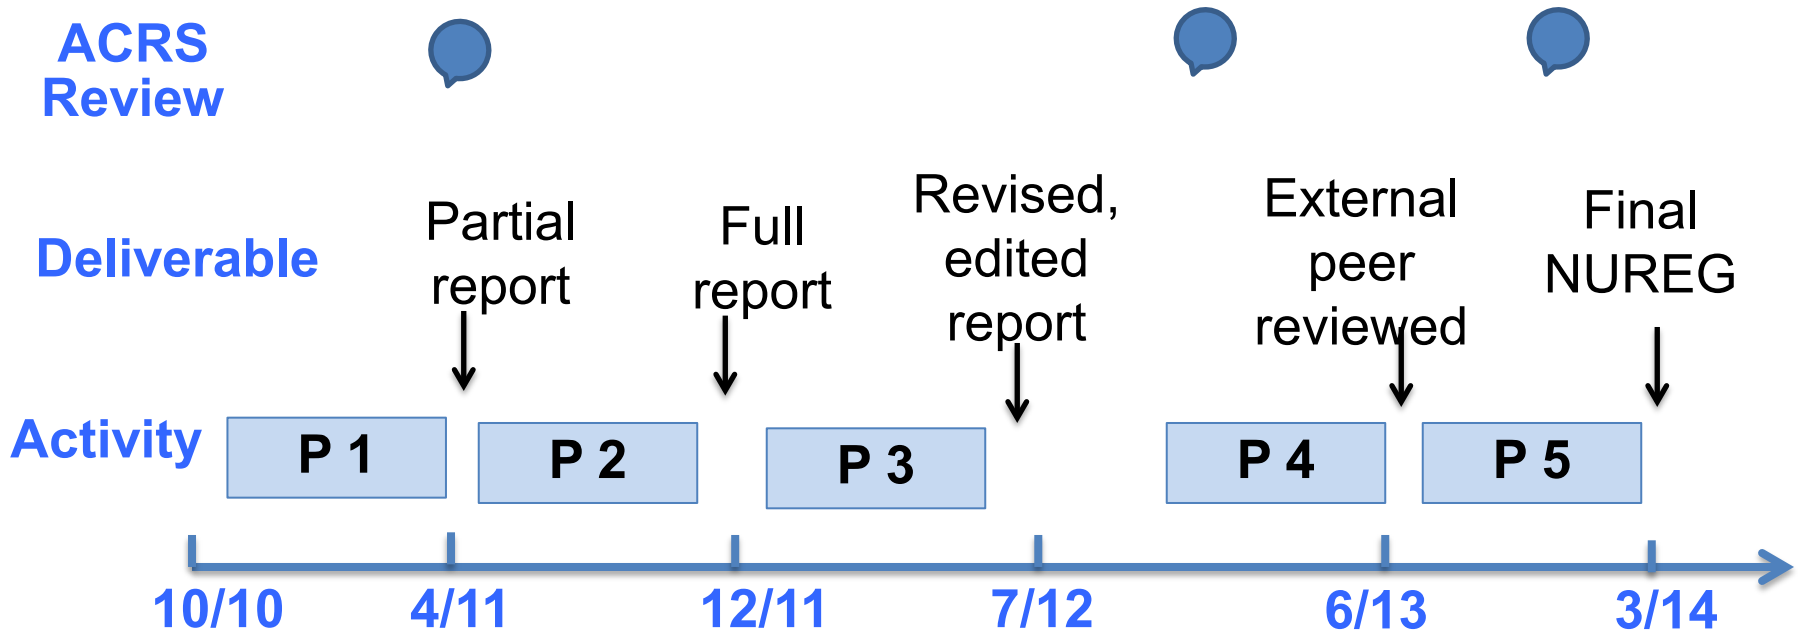 ACRS
Review
Deliverable
Partial
report
Full
report
Revised,
edited
report
External
peer
reviewed
Final
NUREG
Activity
P 1
P 2
P 3
P 4
P 5
10/10
4/11
12/11
7/12
6/13
3/14